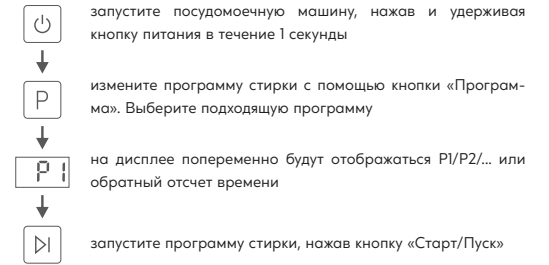 запустите посудомоечную машину, нажав и удерживая
кнопку питания в течение 1 секунды
измените программу стирки с помощью кнопки «Програм-
P
ма». Выберите подходящую программу
на дисплее попеременно будут отображаться P1/P2/... или
P1
обратный отсчет времени
запустите программу стирки, нажав кнопку «Старт/Пуск»